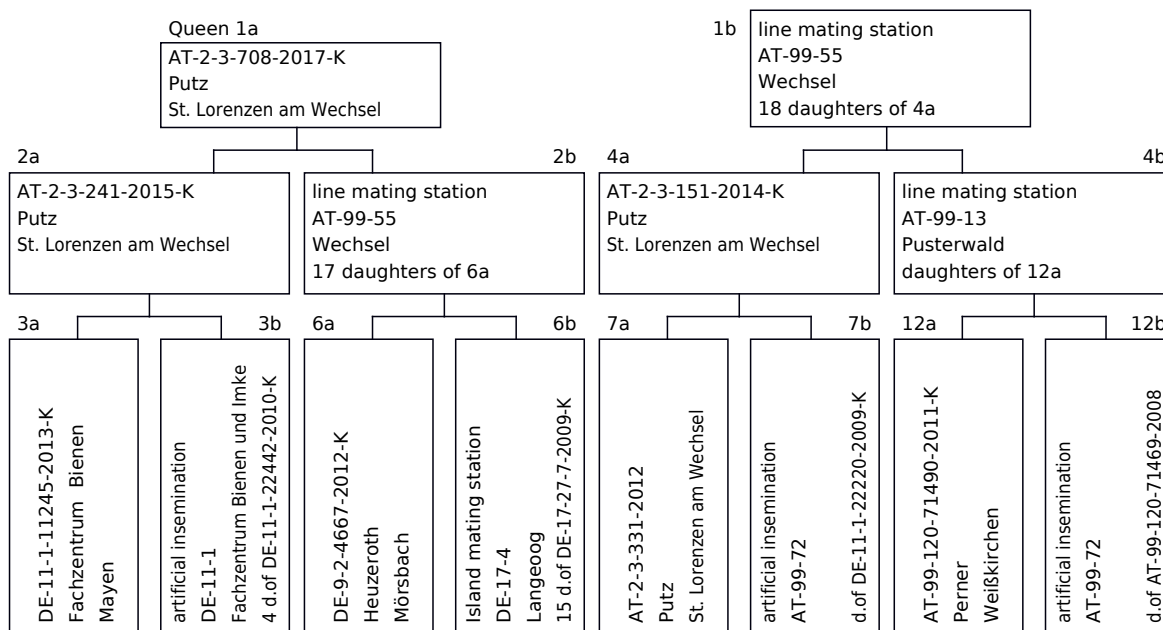 Queen 1a
AT-2-3-708-2017-K
Putz
St. Lorenzen am Wechsel
1b
line mating station
AT-99-55
Wechsel
18 daughters of 4a
2a
AT-2-3-241-2015-K
Putz
St. Lorenzen am Wechsel
2b
line mating station
AT-99-55
Wechsel
17 daughters of 6a
4a
AT-2-3-151-2014-K
Putz
St. Lorenzen am Wechsel
4b
line mating station
AT-99-13
Pusterwald
daughters of 12a
3a
DE-11-1-11245-2013-K
Fachzentrum Bienen
Mayen
3b
artificial insemination
DE-11-1
Fachzentrum Bienen und Imke
4 d.of DE-11-1-22442-2010-K
6a
DE-9-2-4667-2012-K
Heuzeroth
Mörsbach
6b
Island mating station
DE-17-4
Langeoog
15 d.of DE-17-27-7-2009-K
7a
AT-2-3-331-2012
Putz
St. Lorenzen am Wechsel
7b
artificial insemination
AT-99-72
d.of DE-11-1-22220-2009-K
12a
AT-99-120-71490-2011-K
Perner
Weißkirchen
12b
artificial insemination
AT-99-72
d.of AT-99-120-71469-2008